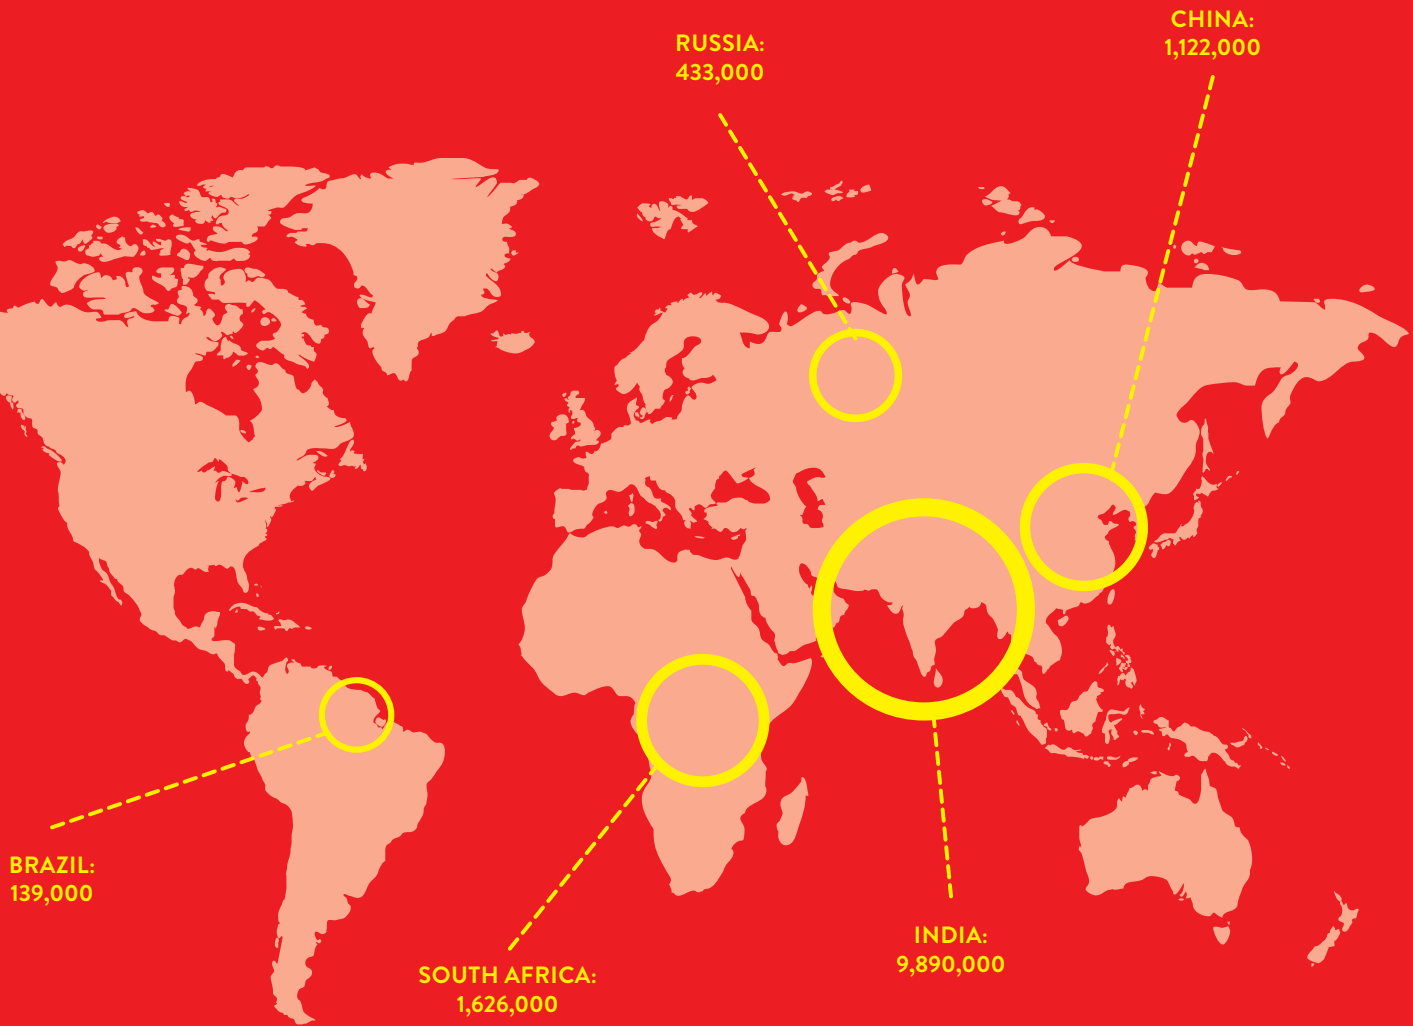 CHINA:
1,122,000
RUSSIA:
433,000
BRAZIL:
139,000
INDIA:
9,890,000
SOUTH AFRICA:
1,626,000